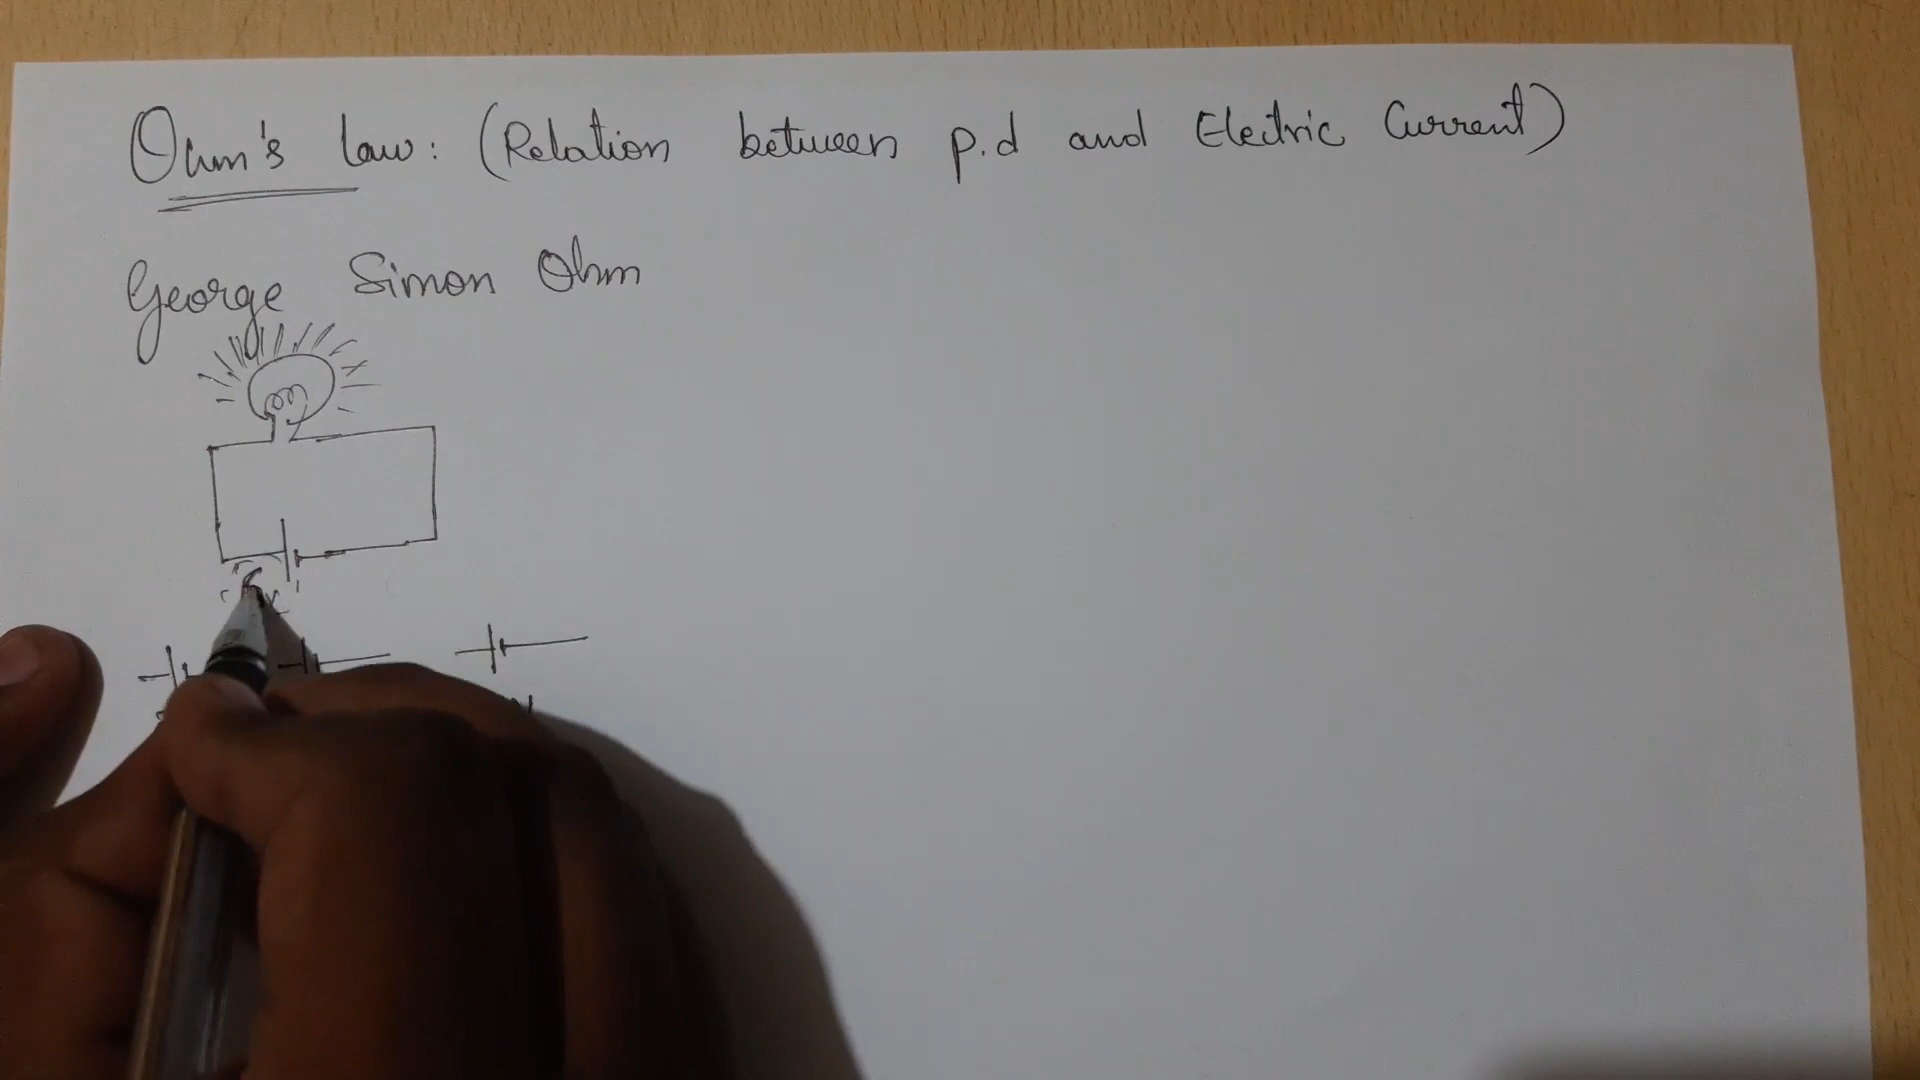 Ohm's law: (Relation between p.d and Electric Current)
George Simon Ohm